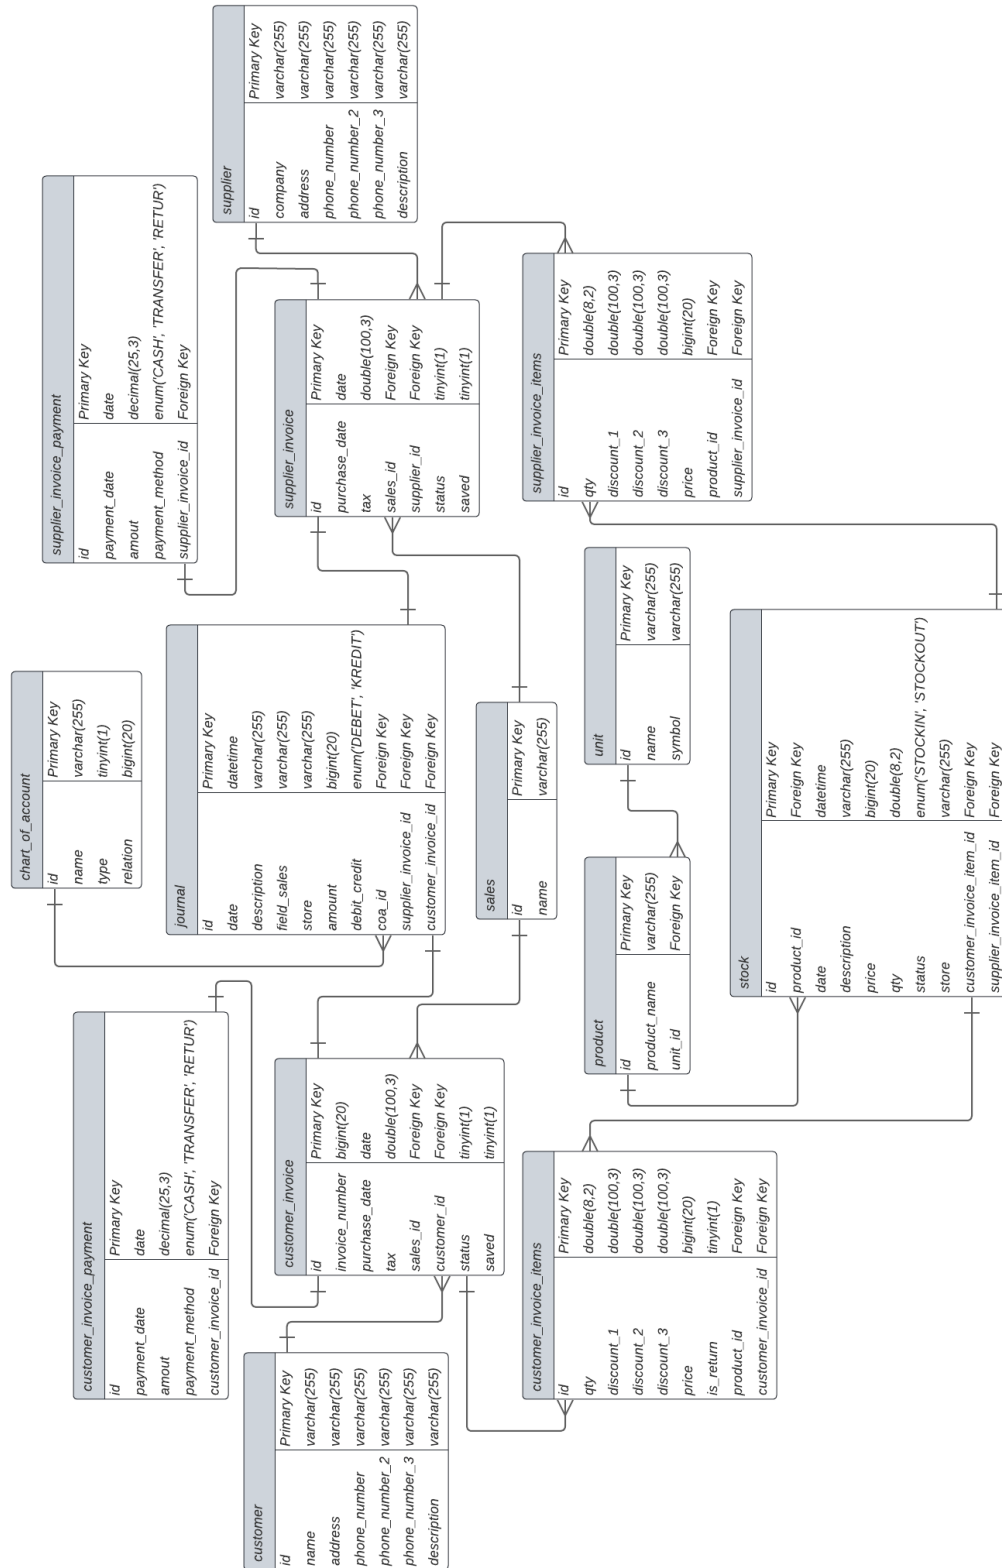 customer_invoice_payment
id Primary Key
payment_date date
amout decimal(25,3)
payment_method enum('CASH', 'TRANSFER', 'RETUR')
customer_invoice_id Foreign Key
chart_of_account
id Primary Key
name varchar(255)
type tinyint(1)
relation bigint(20)
supplier_invoice_payment
id Primary Key
payment_date date
amout decimal(25,3)
payment_method enum('CASH', 'TRANSFER', 'RETUR')
supplier_invoice_id Foreign Key
customer
id Primary Key
name varchar(255)
address varchar(255)
phone_number varchar(255)
phone_number_2 varchar(255)
phone_number_3 varchar(255)
description varchar(255)
customer_invoice
id Primary Key
invoice_number bigint(20)
purchase_date date
tax double(100,3)
sales_id Foreign Key
customer_id Foreign Key
status tinyint(1)
saved tinyint(1)
journal
id Primary Key
date datetime
description varchar(255)
field_sales varchar(255)
store varchar(255)
amount bigint(20)
debit_credit enum('DEBET', 'KREDIT')
coa_id Foreign Key
supplier_invoice_id Foreign Key
customer_invoice_id Foreign Key
supplier_invoice
id Primary Key
purchase_date date
tax double(100,3)
sales_id Foreign Key
supplier_id Foreign Key
status tinyint(1)
saved tinyint(1)
supplier
id Primary Key
company varchar(255)
address varchar(255)
phone_number varchar(255)
phone_number_2 varchar(255)
phone_number_3 varchar(255)
description varchar(255)
sales
id Primary Key
name varchar(255)
customer_invoice_items
id Primary Key
qty double(8,2)
discount_1 double(100,3)
discount_2 double(100,3)
discount_3 double(100,3)
price bigint(20)
is_return tinyint(1)
product_id Foreign Key
customer_invoice_id Foreign Key
product
id Primary Key
product_name varchar(255)
unit_id Foreign Key
unit
id Primary Key
name varchar(255)
symbol varchar(255)
supplier_invoice_items
id Primary Key
qty double(8,2)
discount_1 double(100,3)
discount_2 double(100,3)
discount_3 double(100,3)
price bigint(20)
product_id Foreign Key
supplier_invoice_id Foreign Key
stock
id Primary Key
product_id Foreign Key
date datetime
description varchar(255)
price bigint(20)
qty double(8,2)
status enum('STOCKIN', 'STOCKOUT')
store varchar(255)
customer_invoice_item_id Foreign Key
supplier_invoice_item_id Foreign Key